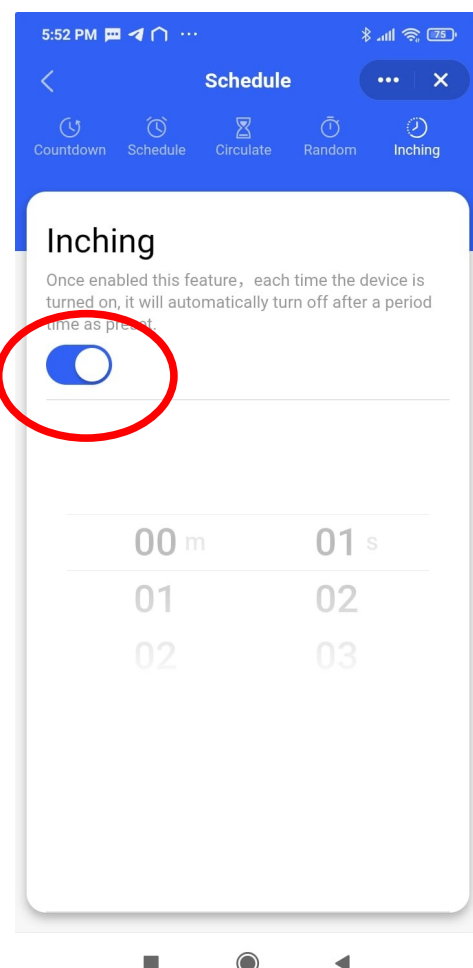 5:52 PM
75
Schedule
Countdown Schedule Circulate Random Inching
Inching
Once enabled this feature，each time the device is
turned on, it will automatically turn off after a period
time as preset.
00 m 01 s
01 02
02 03